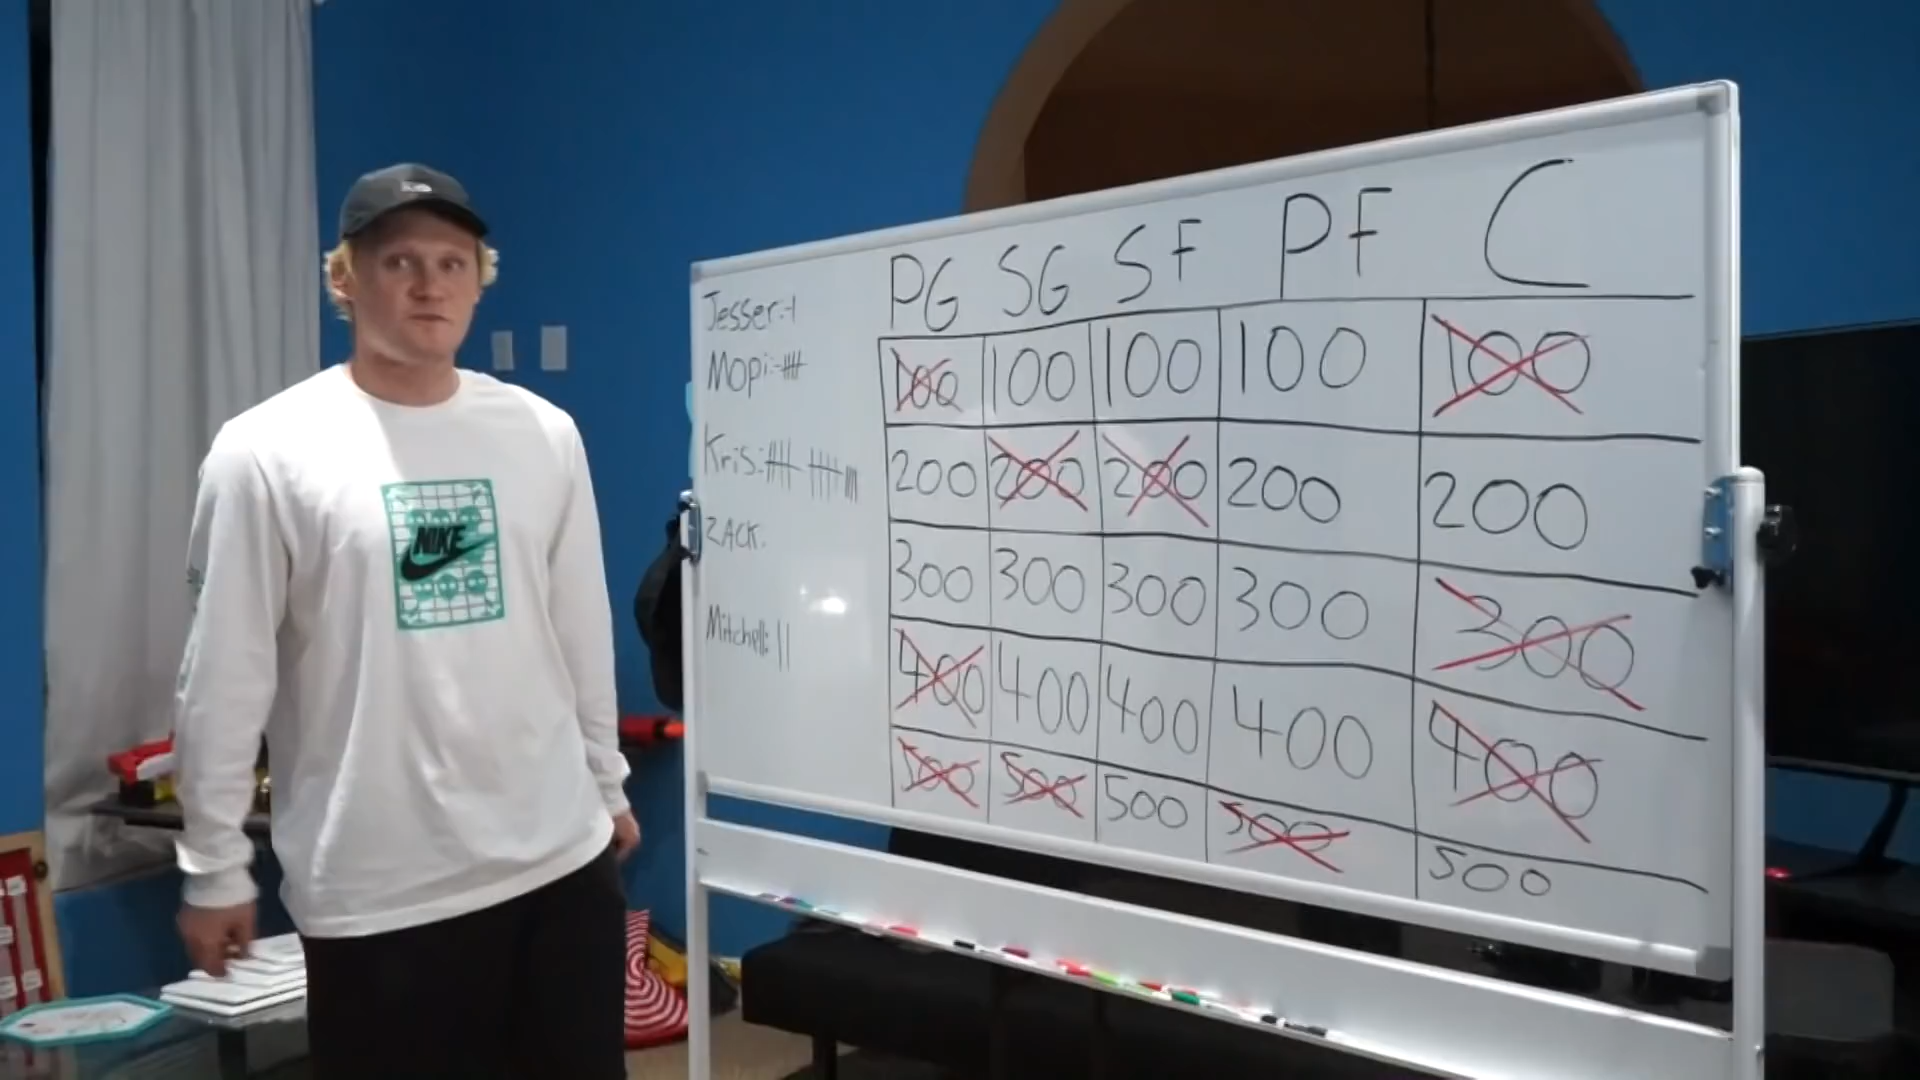 PG SG SF PF C
Jesser:-1
Mopi:-
Kris:
ZACK.
Mitchell: ||
100 100 100 100 100
200 200 200 200 200
300 300 300 300 300
400 400 400 400 400
500 500 500 500 500
NIKE